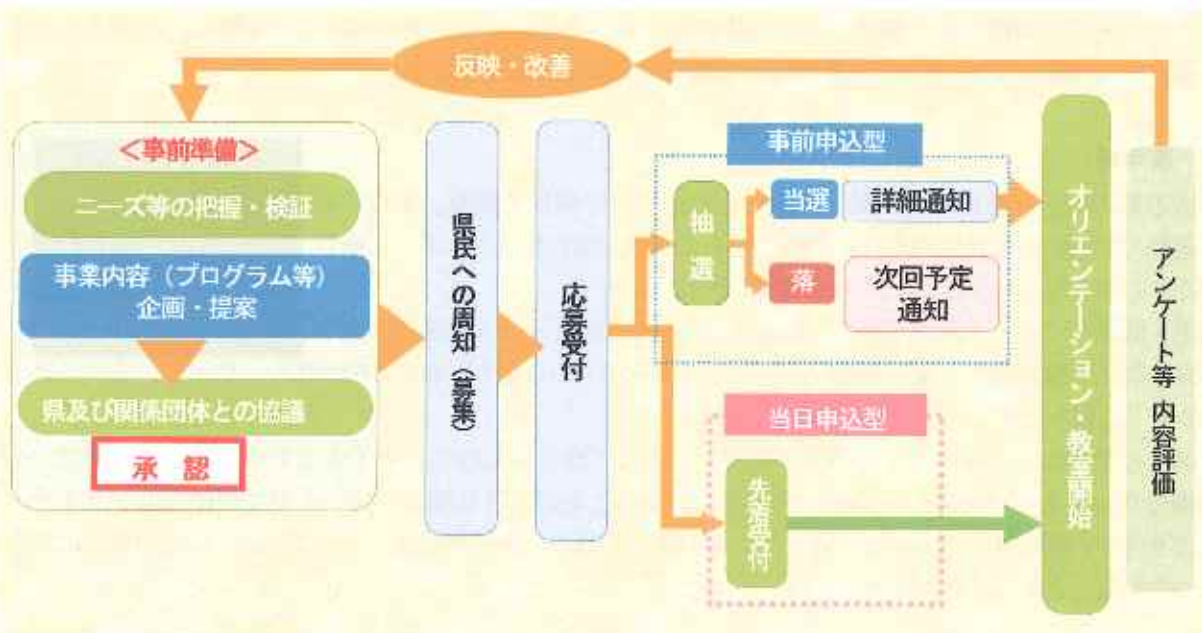 反映・改善
＜事前準備＞
ニーズ等の把握・検証
事業内容（プログラム等）
企画・提案
県及び関係団体との協議
承 認
県民への周知（募集）
応募受付
事前申込型
抽選
当選
詳細通知
落
次回予定
通知
当日申込型
先着受付
オリエンテーション・教室開始
アンケート等 内容評価